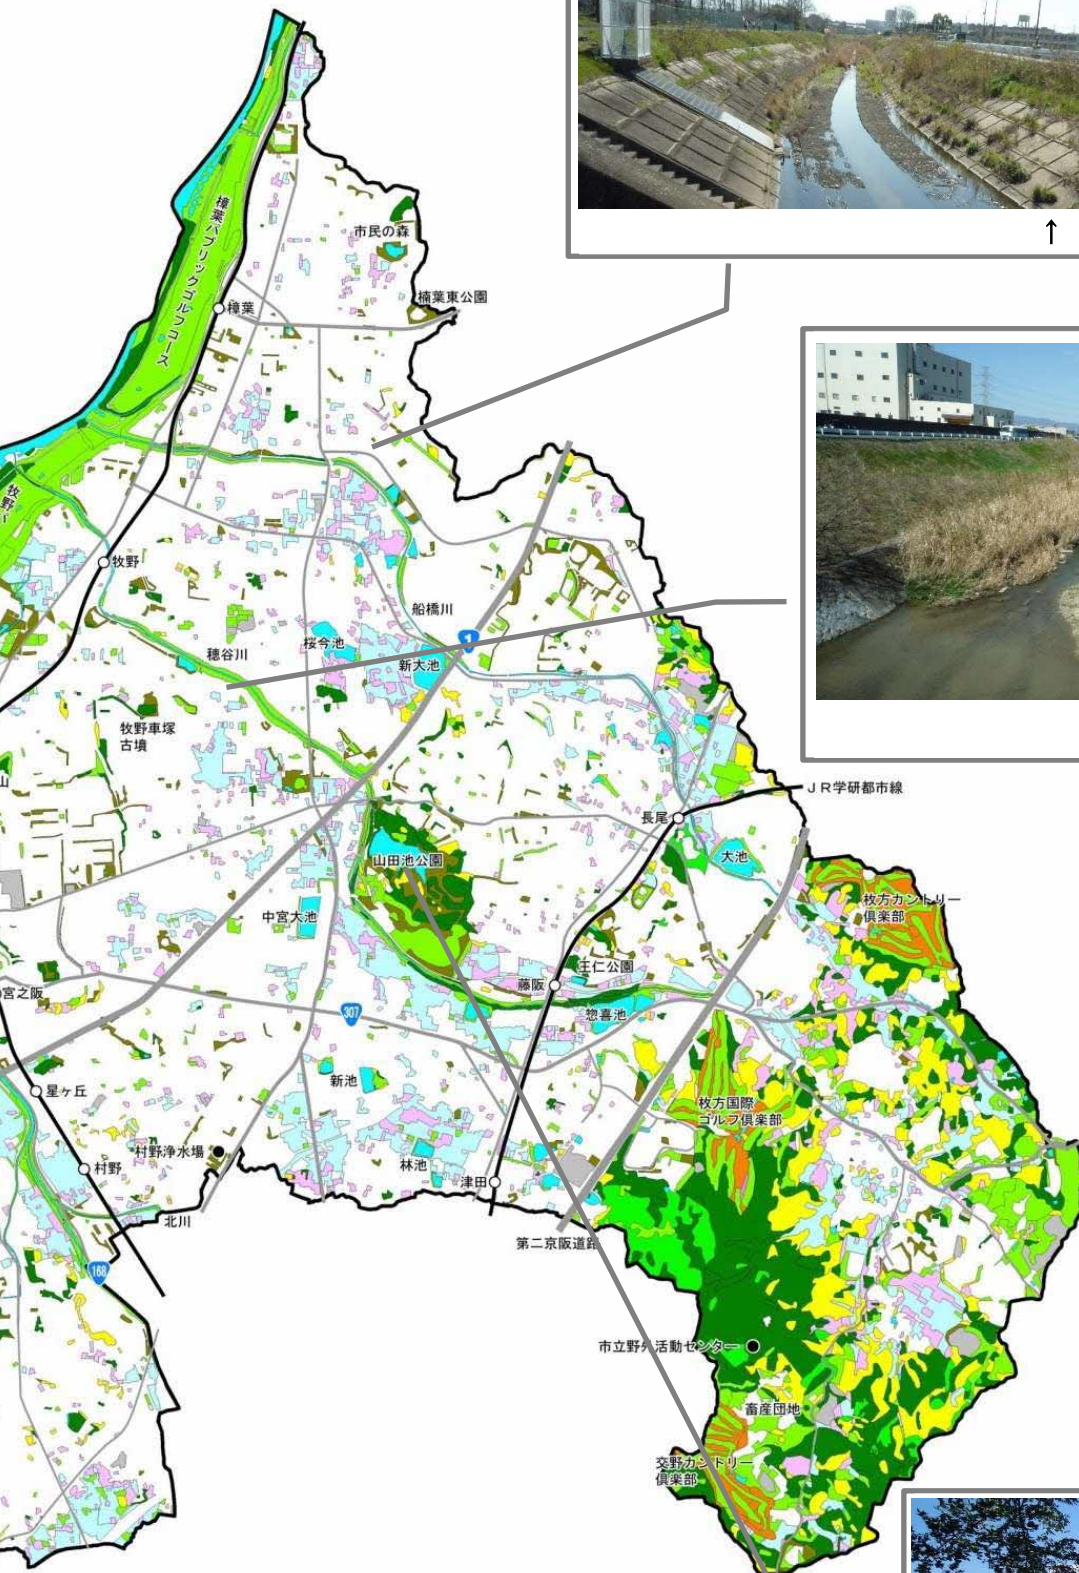 ↑
樟葉パブリックゴルフコース
市民の森
楠葉東公園
樟葉
牧野パ
牧野
船橋川
1
桜今池
新大池
穂谷川
牧野車塚
古墳
山
JR学研都市線
長尾
大池
山田池公園
枚方カントリー
倶楽部
中宮大池
王仁公園
藤阪
宮之阪
惣喜池
307
新池
星ヶ丘
枚方国際
ゴルフ倶楽部
村野浄水場
村野
林池
津田
北川
第二京阪道路
168
市立野外活動センター
畜産団地
交野カントリー
倶楽部